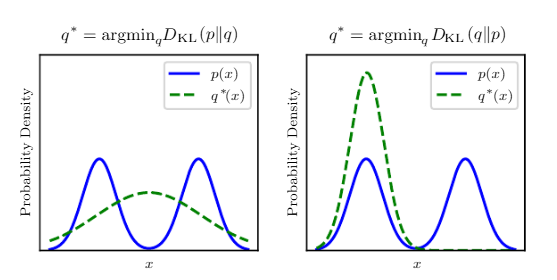 q* = argmin_q D_KL(p‖q)
p(x)
q*(x)
Probability Density
x
q* = argmin_q D_KL(q‖p)
p(x)
q*(x)
Probability Density
x